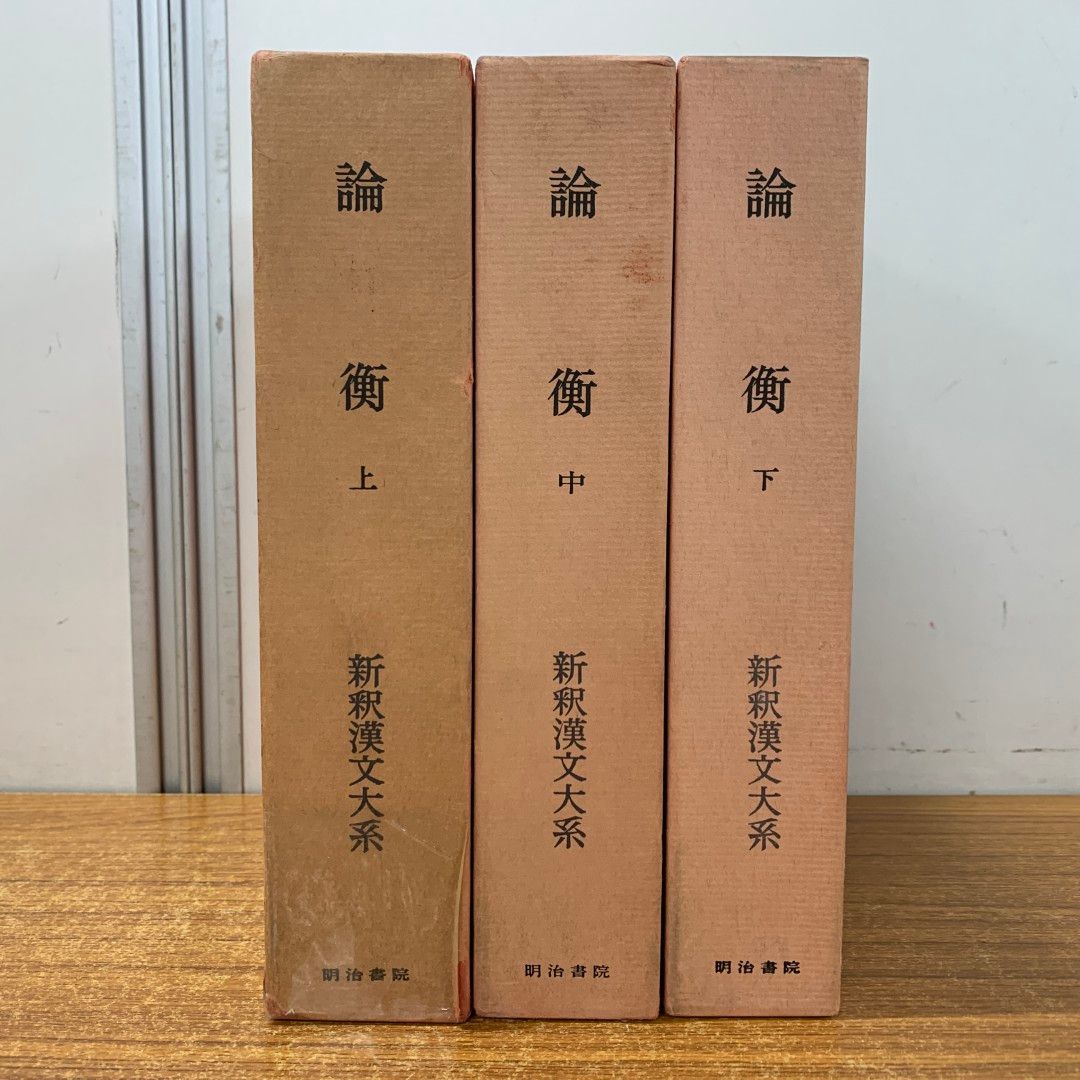 論衡
上
新釈漢文大系
明治書院
論衡
中
新釈漢文大系
明治書院
論衡
下
新釈漢文大系
明治書院